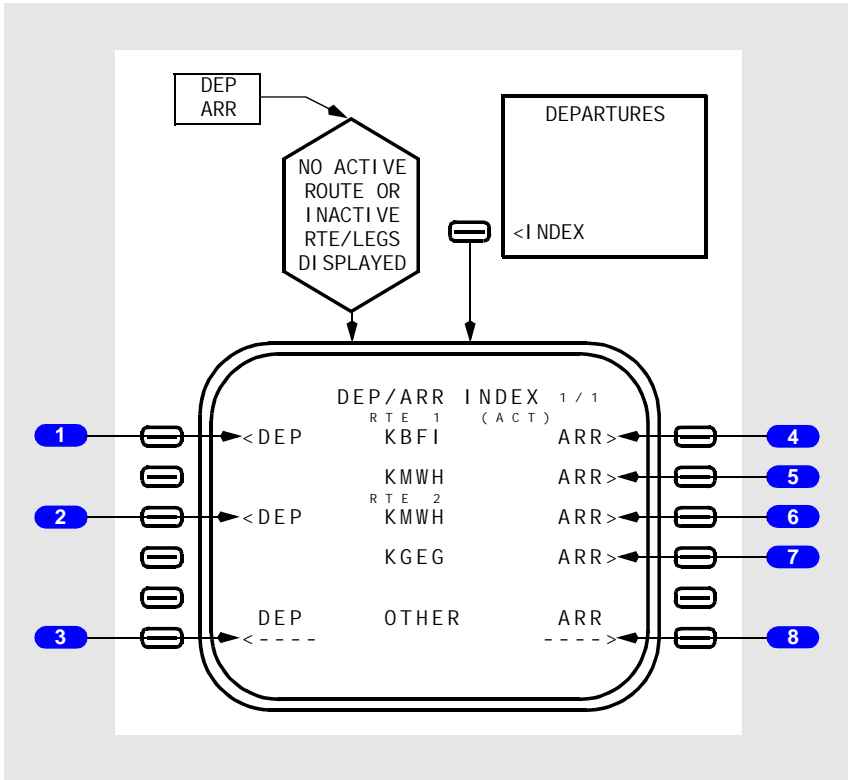 DEP
ARR
DEPARTURES
<INDEX
NO ACTIVE
ROUTE OR
INACTIVE
RTE/LEGS
DISPLAYED
DEP/ARR INDEX 1/1
RTE 1 (ACT)
1 <DEP KBFI ARR> 4
KMWH ARR> 5
RTE 2
2 <DEP KMWH ARR> 6
KGEG ARR> 7
DEP OTHER ARR
3 <---- ----> 8